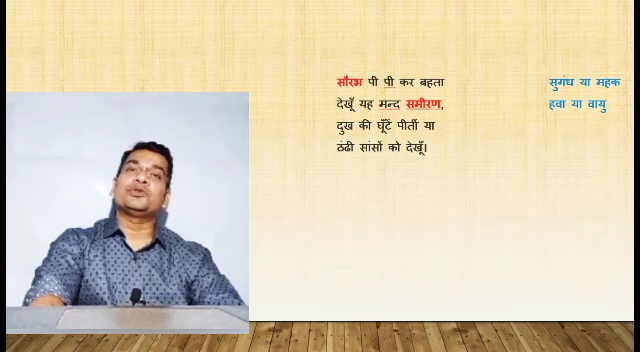 सौरभ पी पी कर बहता
देखूँ यह मन्द समीरण,
दुख की घूँटें पीतीं या
ठंढी सांसों को देखूँ।
सुगंध या महक
हवा या वायु